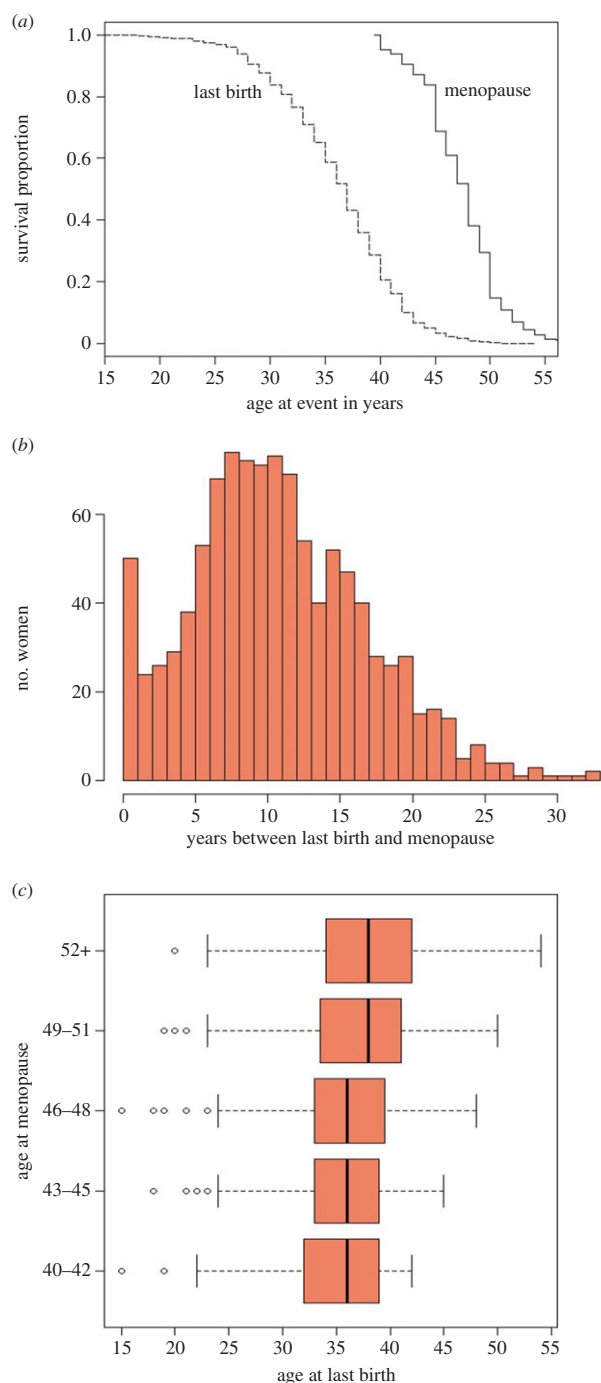 (a)
1.0
0.8
0.6
0.4
0.2
0
survival proportion
last birth
menopause
15 20 25 30 35 40 45 50 55
age at event in years
(b)
60
40
20
0
no. women
0 5 10 15 20 25 30
years between last birth and menopause
(c)
52+
49–51
46–48
43–45
40–42
age at menopause
15 20 25 30 35 40 45 50 55
age at last birth